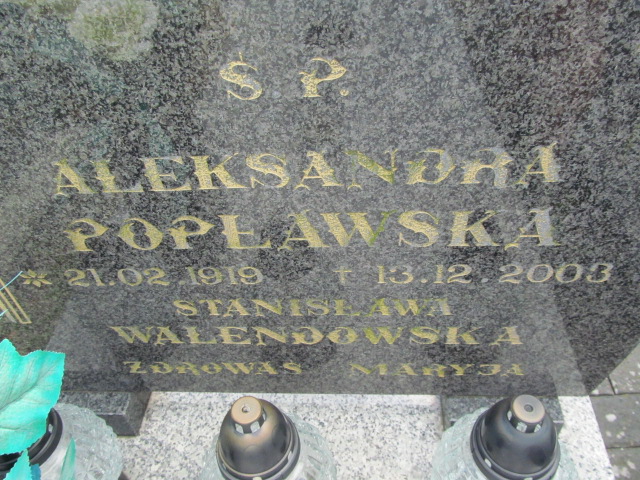 Ś. P.
ALEKSANDRA
POPŁAWSKA
* 21.02.1919 † 13.12.2003
STANISŁAWA
WALENDOWSKA
ZDROWAŚ MARYJA